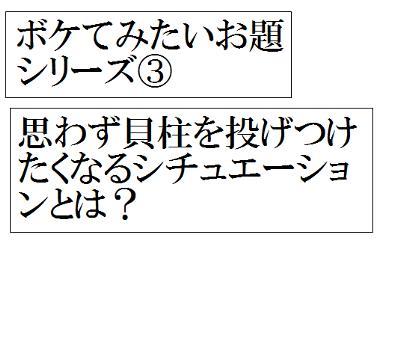 ボケてみたいお題
シリーズ③
思わず貝柱を投げつけ
たくなるシチュエーショ
ンとは？